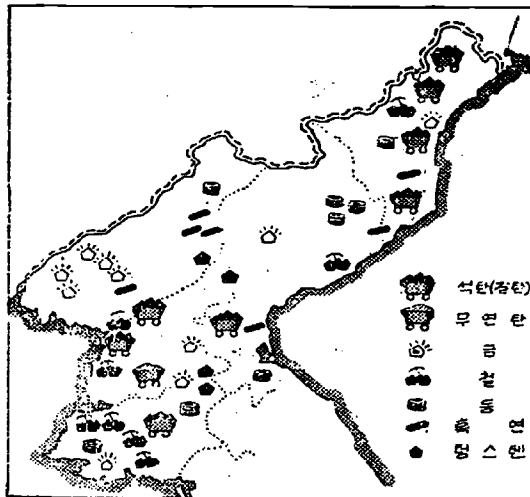 석탄(갈탄)
무 연 탄
금
철
동
흑 연
텅 스 텐